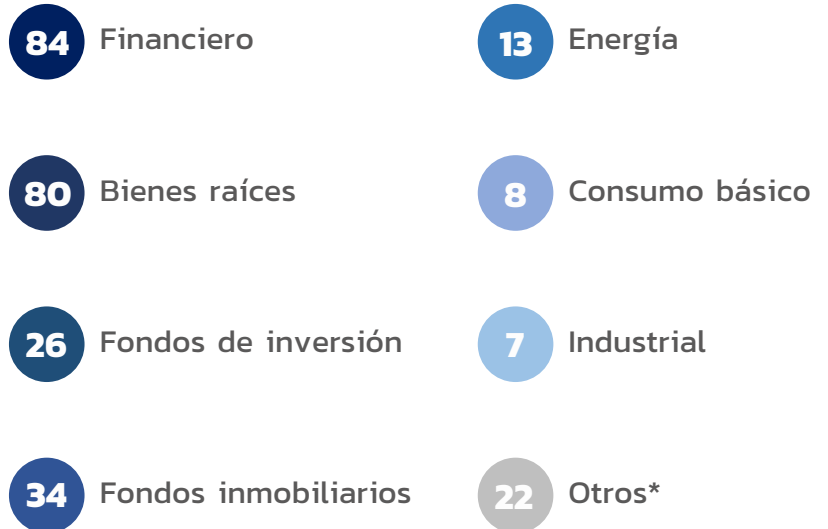 84 Financiero
80 Bienes raíces
26 Fondos de inversión
34 Fondos inmobiliarios
13 Energía
8 Consumo básico
7 Industrial
22 Otros*